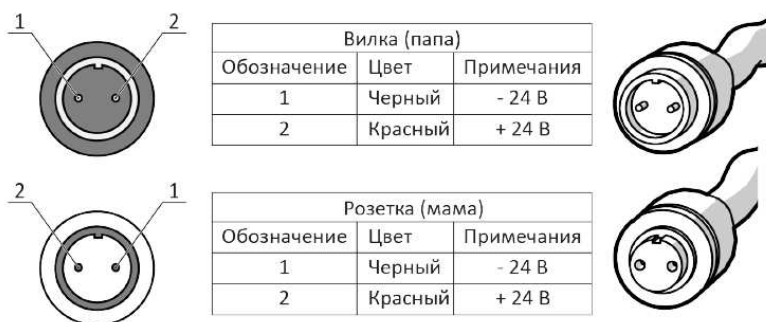 1 2
Вилка (папа)
Обозначение Цвет Примечания
1 Черный - 24 В
2 Красный + 24 В
2 1
Розетка (мама)
Обозначение Цвет Примечания
1 Черный - 24 В
2 Красный + 24 В